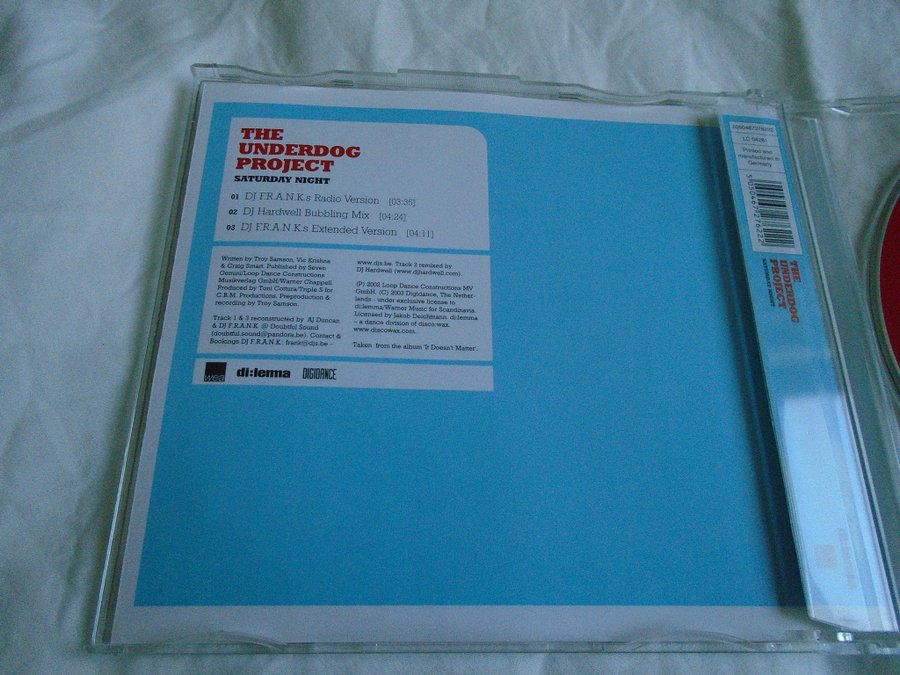 THE
UNDERDOG
PROJECT
SATURDAY NIGHT
01 DJ F.R.A.N.K.s Radio Version [03:35]
02 DJ Hardwell Bubbling Mix [04:24]
03 DJ F.R.A.N.K.s Extended Version [04:11]
Written by Troy Samson, Vic Krishna
& Craig Smart. Published by Seven
Gemini/Loop Dance Constructions
Musikverlag GmbH/Warner Chappell.
Produced by Toni Cottura/Triple S for
C.B.M. Productions. Preproduction &
recording by Troy Samson.
Track 1 & 3 reconstructed by AJ Duncan
& DJ F.R.A.N.K @ Doubtful Sound
(doubtful.sound@pandora.be). Contact &
Bookings DJ F.R.A.N.K.: frank@djs.be –
www.djs.be. Track 2 remixed by
DJ Hardwell (www.djhardwell.com).
(P) 2002 Loop Dance Constructions MV
GmbH. (C) 2003 Digidance, The Nether-
lands - under exclusive license to
di:lemma/Warner Music for Scandinavia.
Licensed by Jakob Deichmann. di:lemma
– a dance division of disco:wax.
www.discowax.com.
Taken from the album 'It Doesn't Matter'.
wea di:lemma DIGIDANCE
5050467276222
LC 04281
Printed and
manufactured in
Germany
5050467276222
THE
UNDERDOG
PROJECT
SATURDAY NIGHT